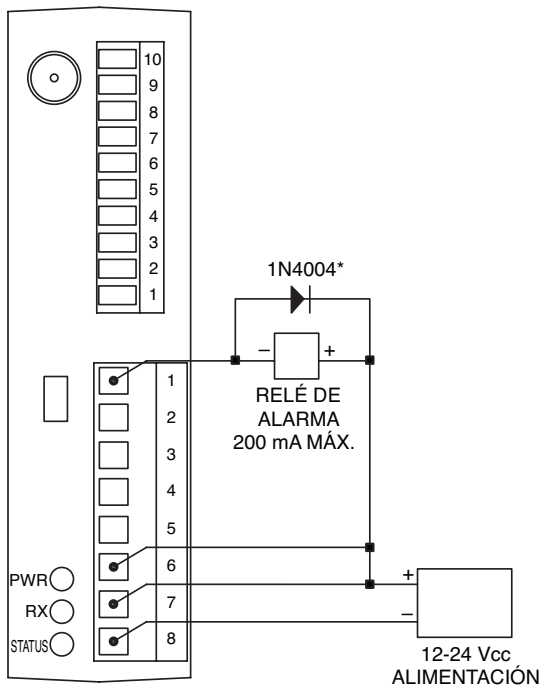 10
9
8
7
6
5
4
3
2
1
1N4004*
– +
RELÉ DE
ALARMA
200 mA MÁX.
1
2
3
4
5
6
7
8
PWR
RX
STATUS
+
–
12-24 Vcc
ALIMENTACIÓN